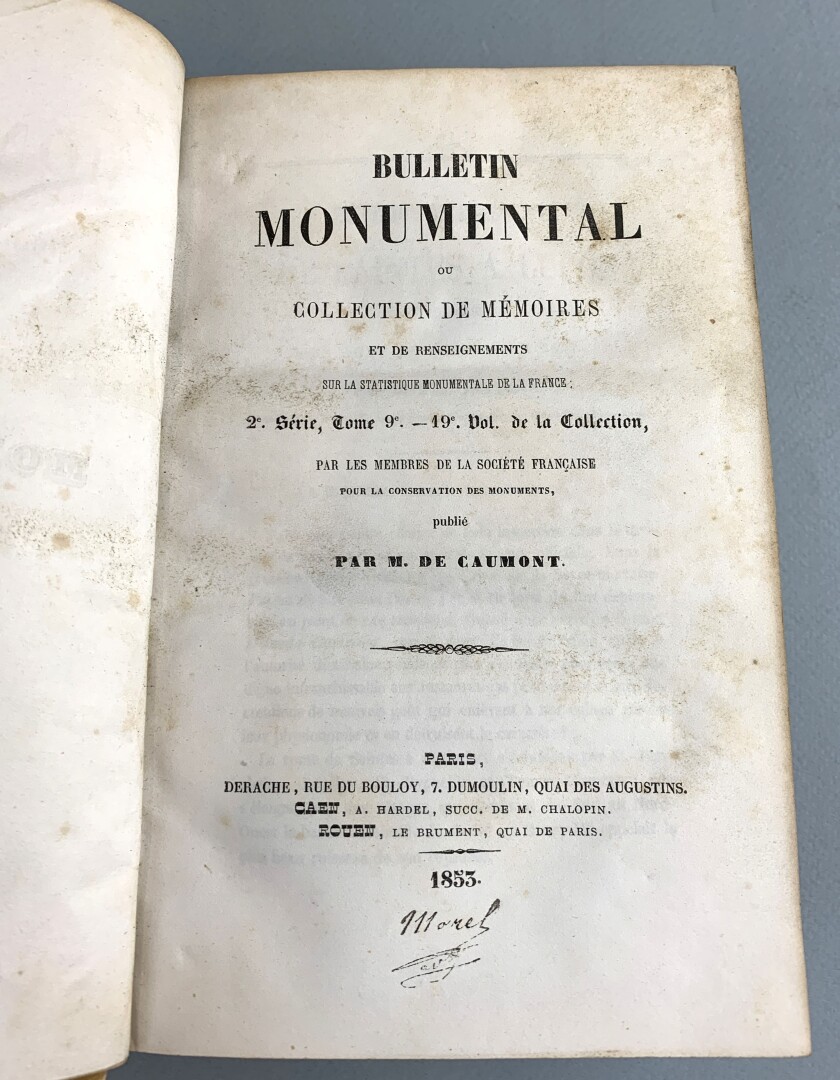 BULLETIN
MONUMENTAL
OU
COLLECTION DE MÉMOIRES
ET DE RENSEIGNEMENTS
SUR LA STATISTIQUE MONUMENTALE DE LA FRANCE;
2e. Série, Tome 9e. — 19e. Vol. de la Collection,
PAR LES MEMBRES DE LA SOCIÉTÉ FRANÇAISE
POUR LA CONSERVATION DES MONUMENTS,
publié
PAR M. DE CAUMONT.
PARIS,
DERACHE, RUE DU BOULOY, 7. DUMOULIN, QUAI DES AUGUSTINS.
CAEN, A. HARDEL, SUCC. DE M. CHALOPIN.
ROUEN, LE BRUMENT, QUAI DE PARIS.
1853.
Morel